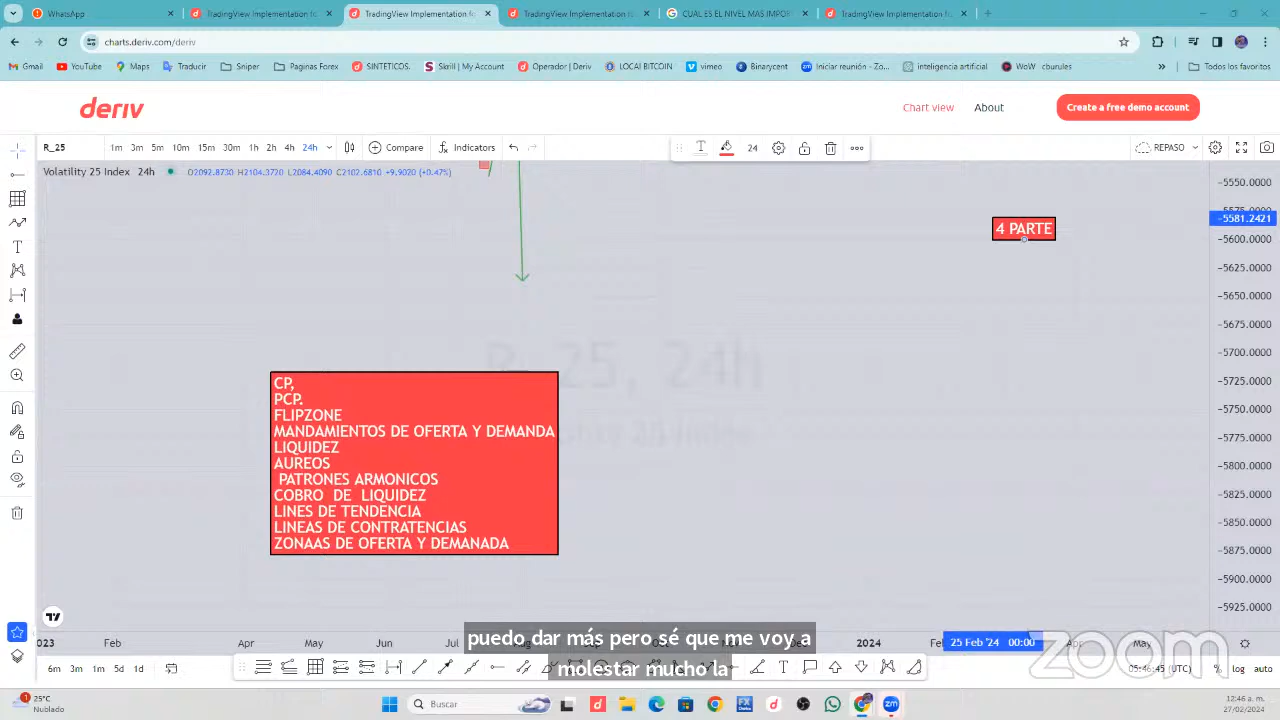 WhatsApp
TradingView Implementation fo
TradingView Implementation fo
TradingView Implementation fo
CUAL ES EL NIVEL MAS IMPOR
TradingView Implementation fo
charts.deriv.com/deriv
Gmail
YouTube
Maps
Traducir
Sniper
Paginas Forex
SINTETICOS.
Skrill | My Account
Operador | Deriv
LOCAL BITCOIN
vimeo
Binarycent
Iniciar reunión - Zo...
inteligencia artificial
WoW cbrules
Todos los favoritos
deriv
Chart view
About
Create a free demo account
R_25
1m 3m 5m 10m 15m 30m 1h 2h 4h 24h
Compare
Indicators
24
REPASO
Volatility 25 Index 24h
O2092.8730 H2104.3720 L2084.4090 C2102.6810 +9.9020 (+0.47%)
−5550.0000
−5575.0000
−5581.2421
−5600.0000
−5625.0000
−5650.0000
−5675.0000
−5700.0000
−5725.0000
−5750.0000
−5775.0000
−5800.0000
−5825.0000
−5850.0000
−5875.0000
−5900.0000
−5925.0000
4 PARTE
R_25, 24h
CP,
PCP.
FLIPZONE
MANDAMIENTOS DE OFERTA Y DEMANDA
LIQUIDEZ
AUREOS
PATRONES ARMONICOS
COBRO DE LIQUIDEZ
LINES DE TENDENCIA
LINEAS DE CONTRATENCIAS
ZONAAS DE OFERTA Y DEMANADA
puedo dar más pero sé que me voy a
molestar mucho la
023 Feb Apr May Jun Jul 2024 25 Feb '24 00:00 Apr
zoom
6m 3m 1m 5d 1d
05:46:45 (UTC)
% log auto
25°C
Nublado
Buscar
12:46 a. m.
27/02/2024